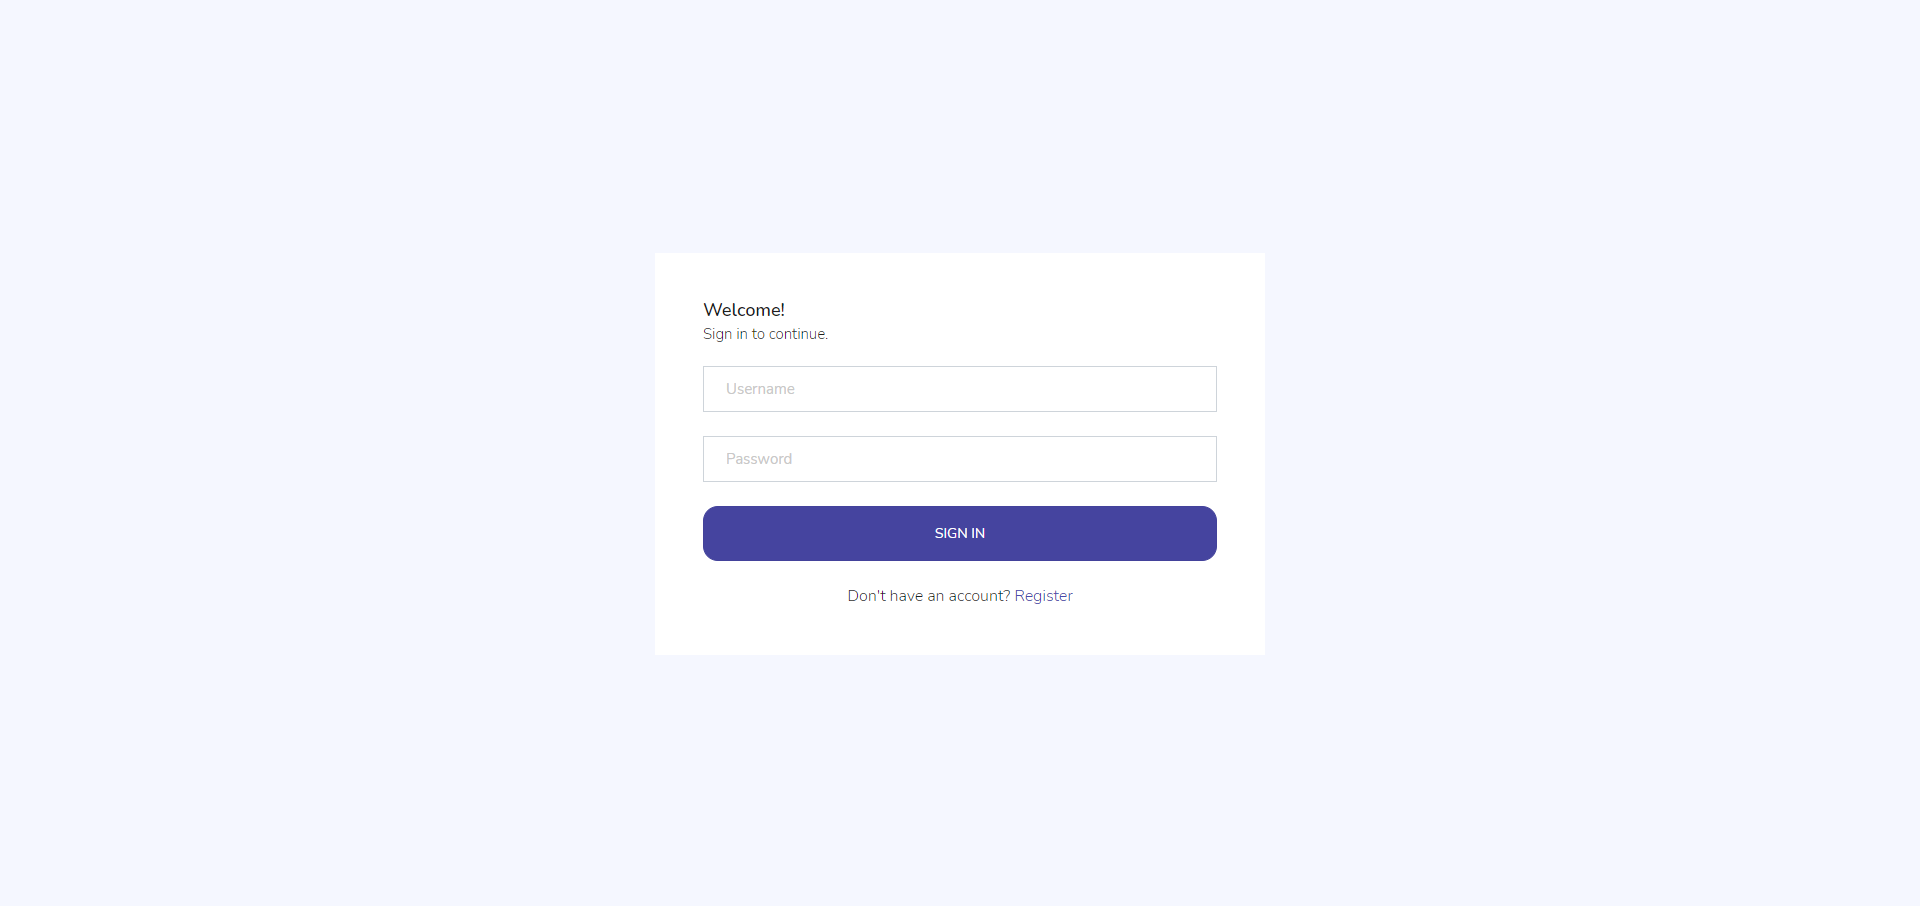 Welcome!
Sign in to continue.
Username
Password
SIGN IN
Don't have an account? Register